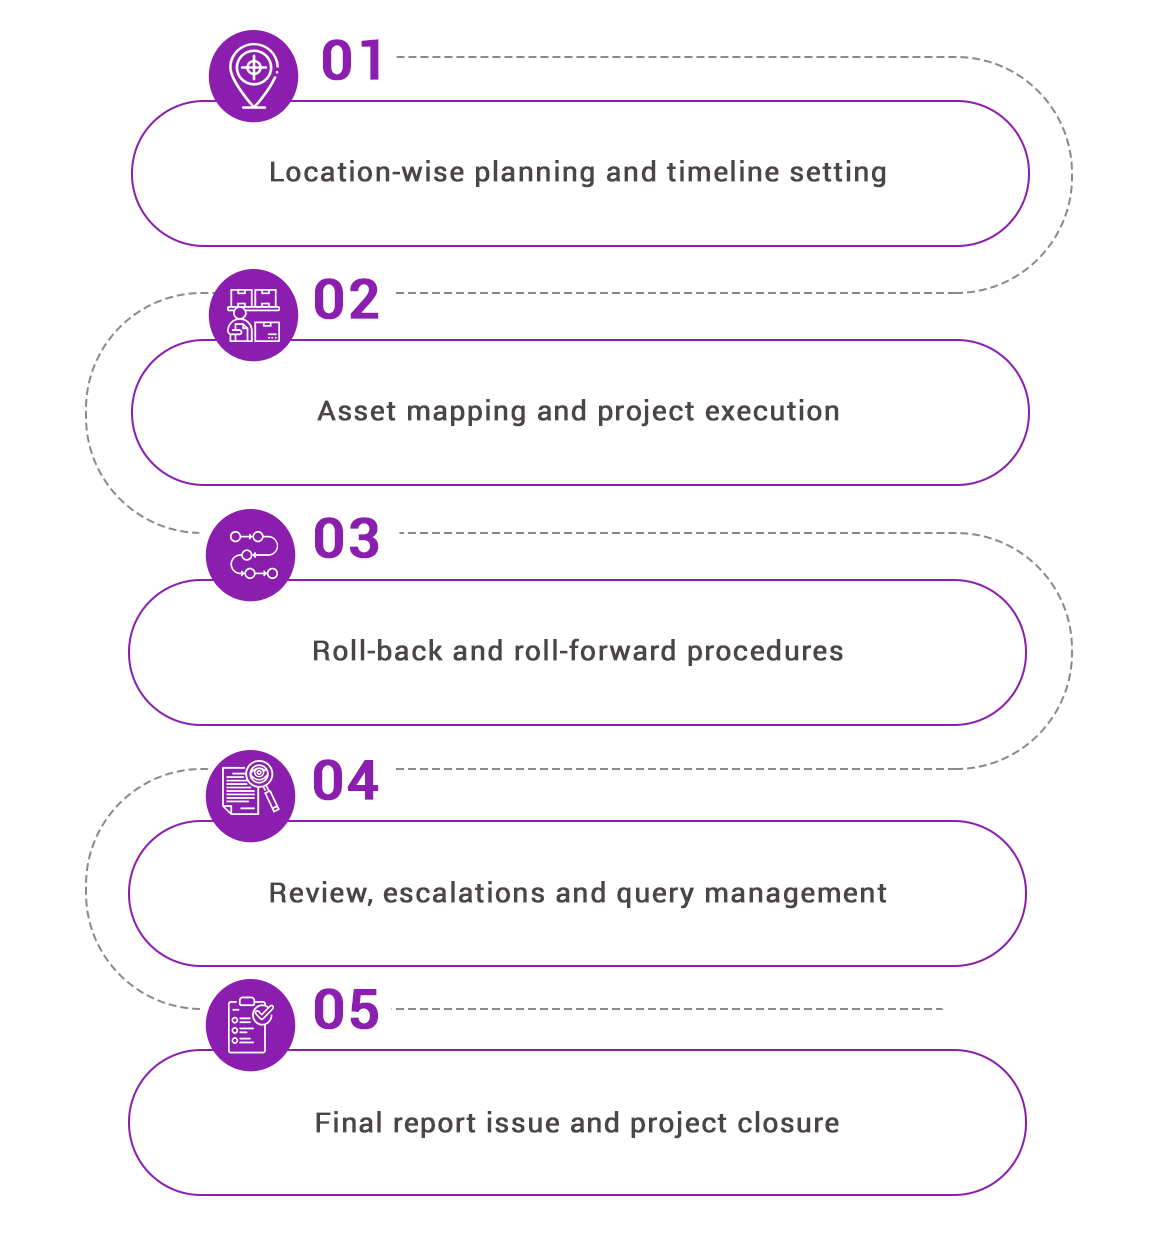 01
Location-wise planning and timeline setting
02
Asset mapping and project execution
03
Roll-back and roll-forward procedures
04
Review, escalations and query management
05
Final report issue and project closure